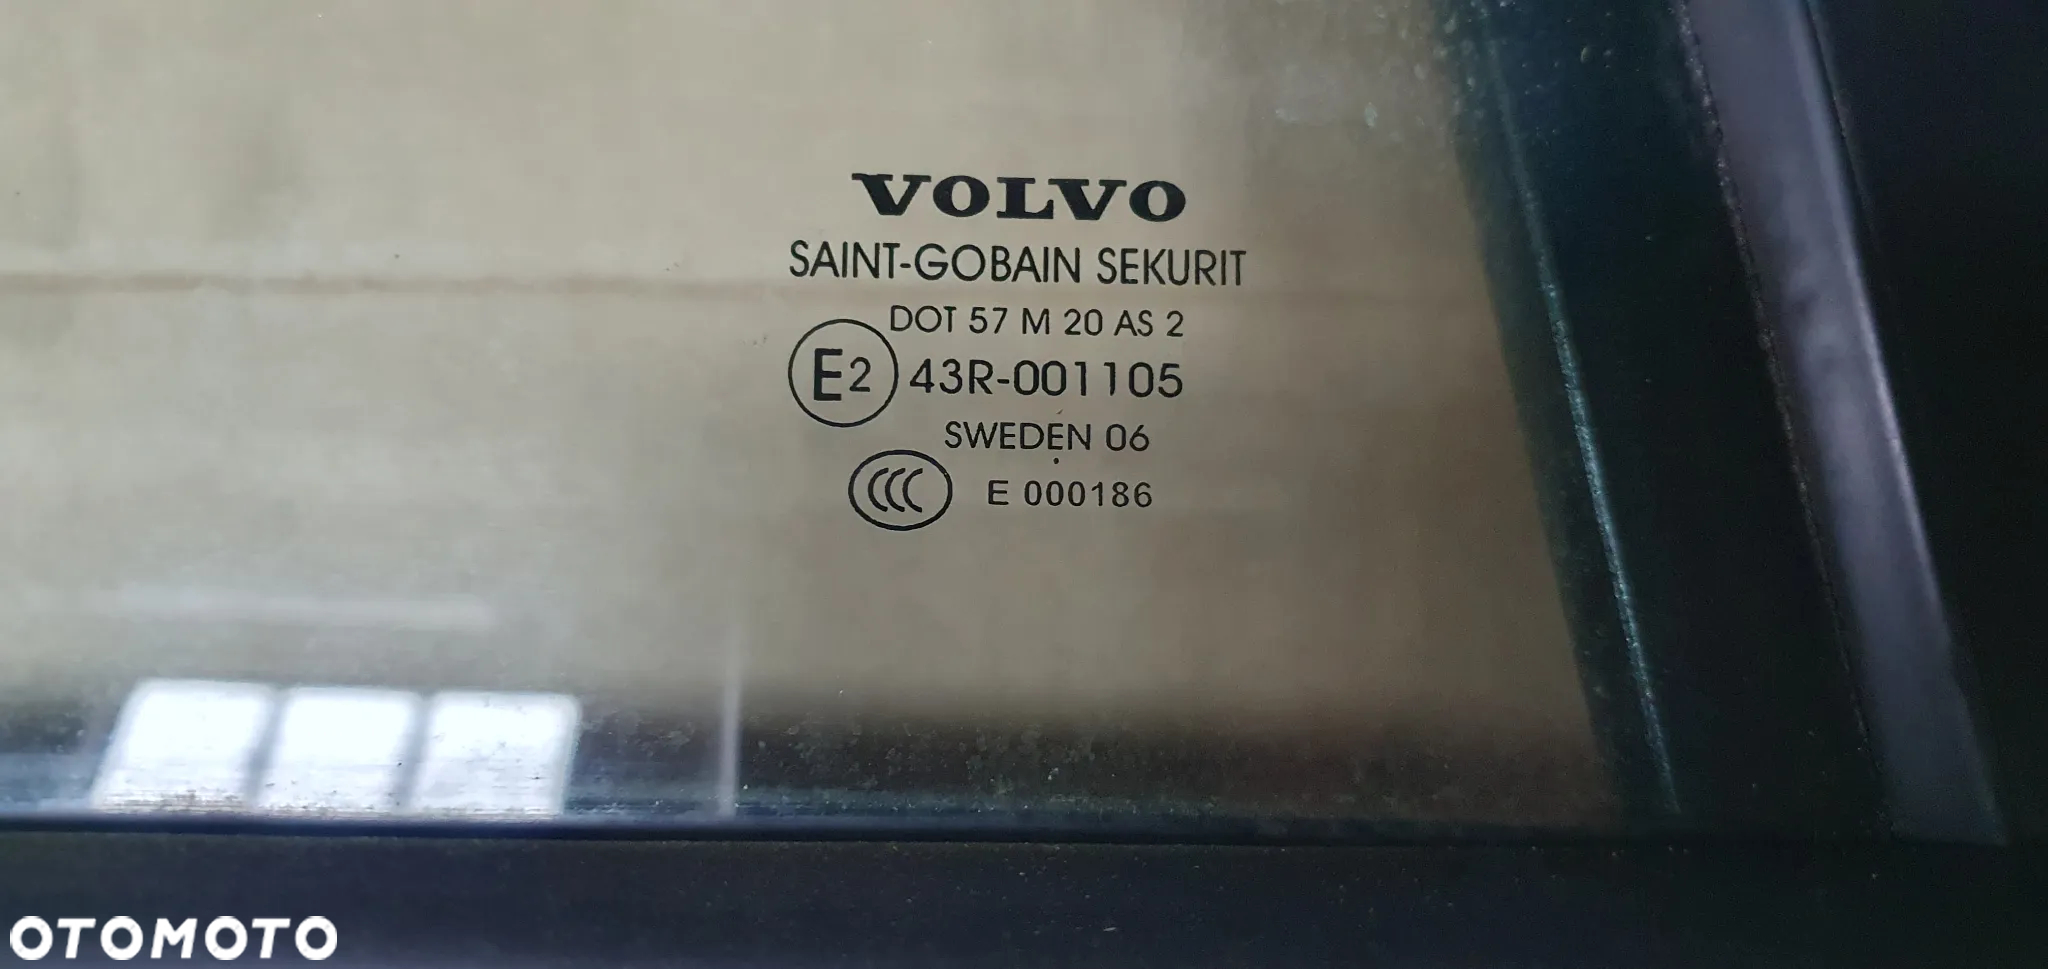 VOLVO
SAINT-GOBAIN SEKURIT
DOT 57 M 20 AS 2
E2 43R-001105
SWEDEN 06
CCC E 000186
OTOMOTO